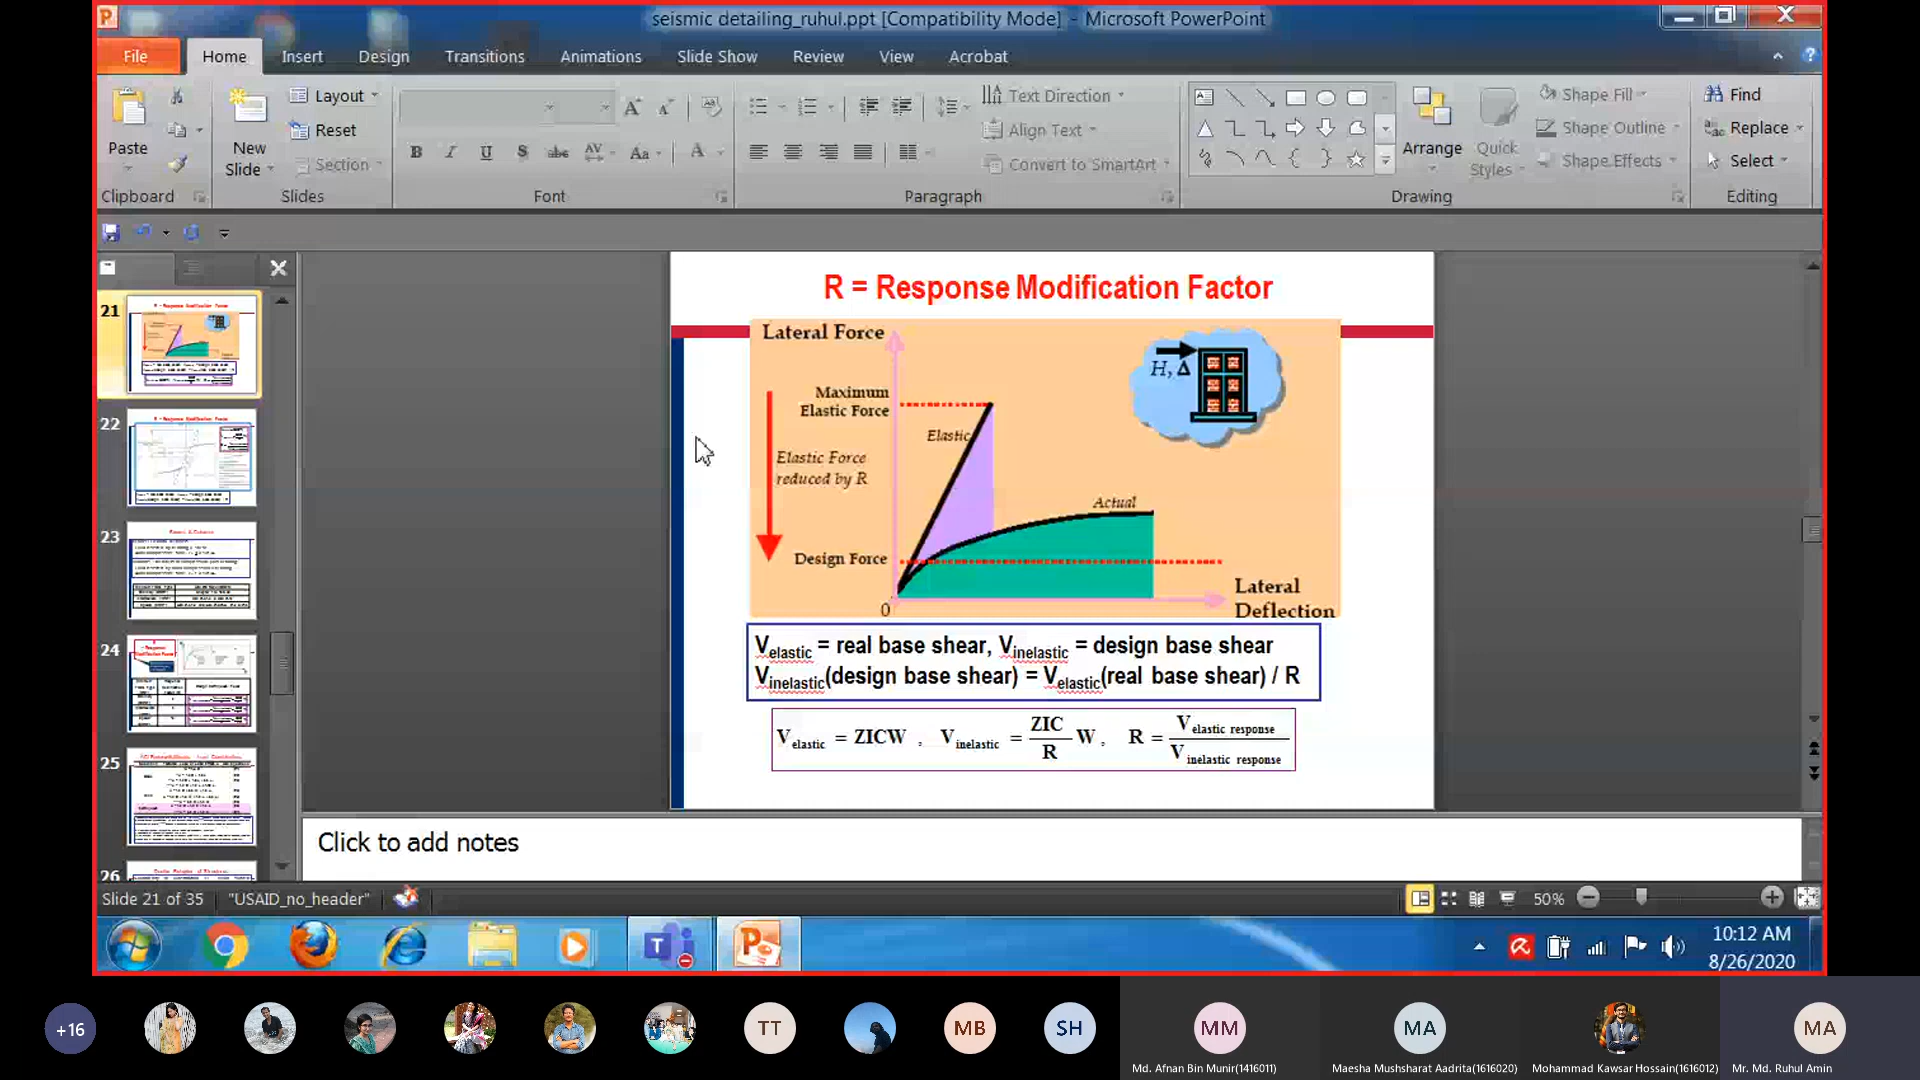 seismic detailing_ruhul.ppt [Compatibility Mode] - Microsoft PowerPoint
File Home Insert Design Transitions Animations Slide Show Review View Acrobat
Paste
Clipboard
New Slide
Layout
Reset
Section
Slides
Font
Text Direction
Align Text
Convert to SmartArt
Paragraph
Arrange
Quick Styles
Shape Fill
Shape Outline
Shape Effects
Drawing
Find
Replace
Select
Editing
21
22
23
24
25
26
R = Response Modification Factor
Lateral Force
Maximum
Elastic Force
Elastic
Elastic Force
reduced by R
Actual
Design Force
0
Lateral
Deflection
H, Δ
Velastic = real base shear, Vinelastic = design base shear
Vinelastic(design base shear) = Velastic(real base shear) / R
Velastic = ZICW , Vinelastic = ZIC/R W , R = Velastic response / Vinelastic response
Click to add notes
Slide 21 of 35 "USAID_no_header" 50%
10:12 AM
8/26/2020
+16 TT MB SH MM MA MA
Md. Afnan Bin Munir(1416011) Maesha Mushsharat Aadrita(1616020) Mohammad Kawsar Hossain(1616012) Mr. Md. Ruhul Amin